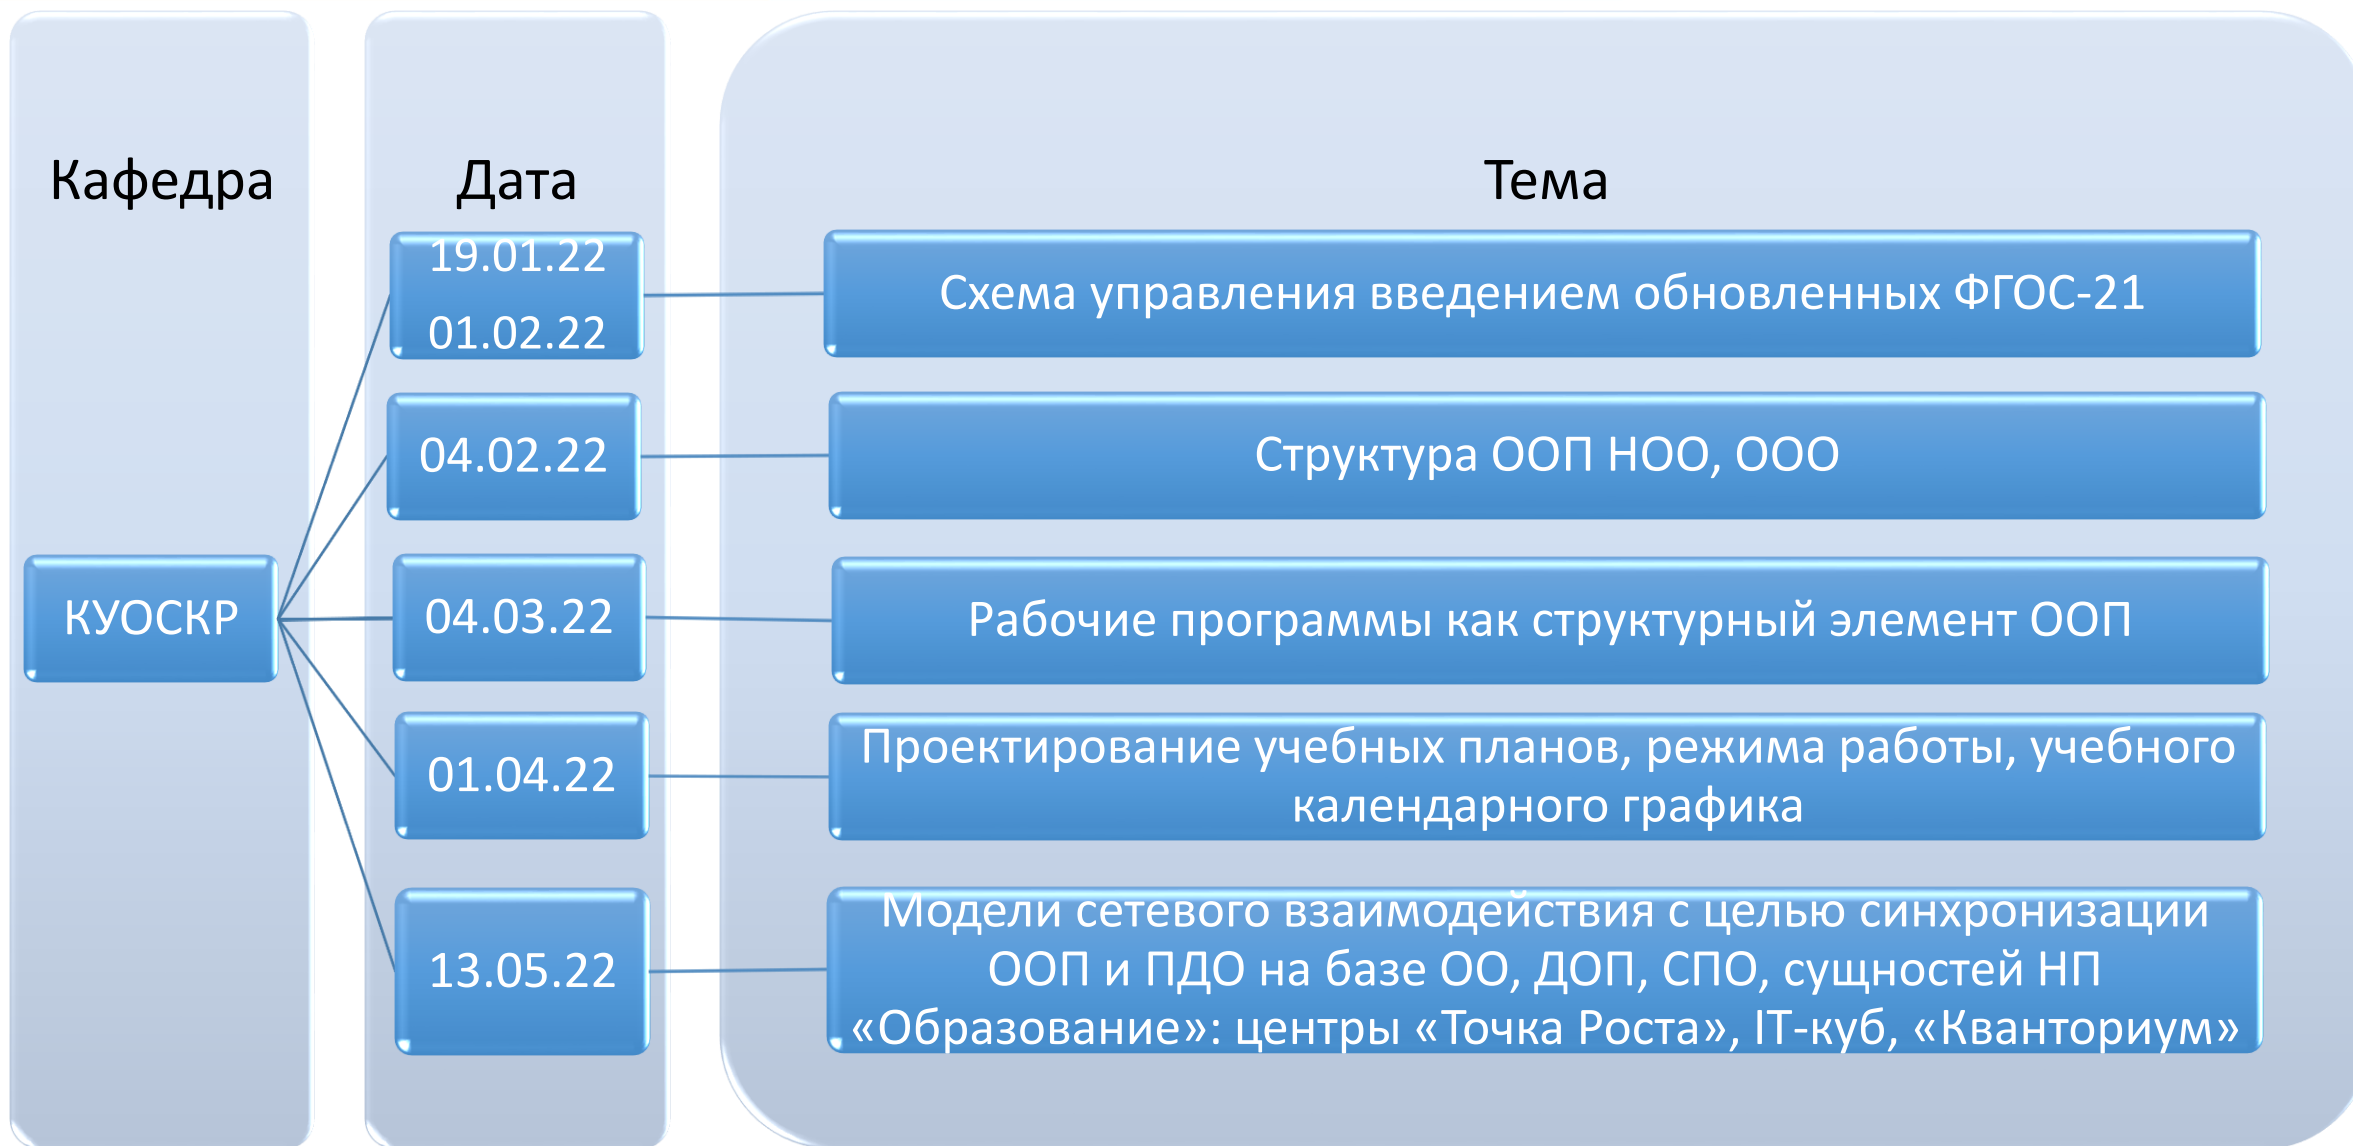 Кафедра
Дата
Тема
КУОСКР
19.01.22
01.02.22
Схема управления введением обновленных ФГОС-21
04.02.22
Структура ООП НОО, ООО
04.03.22
Рабочие программы как структурный элемент ООП
01.04.22
Проектирование учебных планов, режима работы, учебного
календарного графика
13.05.22
Модели сетевого взаимодействия с целью синхронизации
ООП и ПДО на базе ОО, ДОП, СПО, сущностей НП
«Образование»: центры «Точка Роста», IT-куб, «Кванториум»